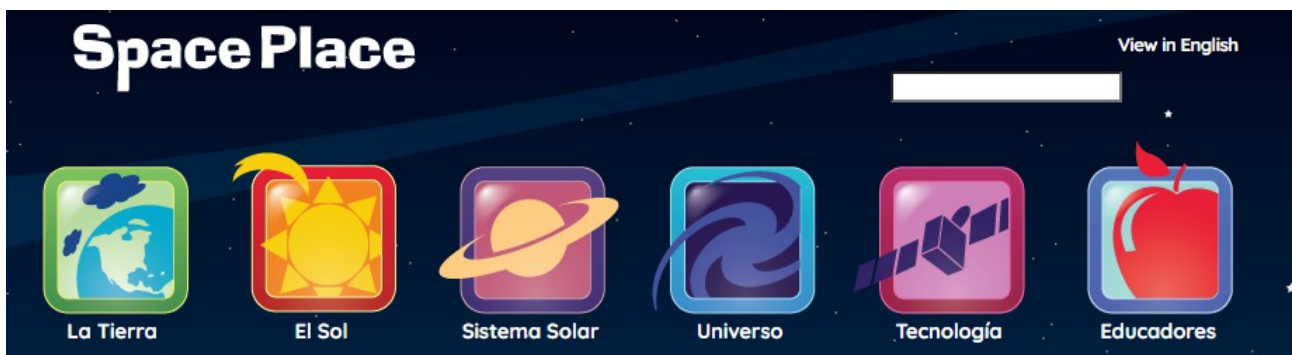 Space Place
View in English
La Tierra
El Sol
Sistema Solar
Universo
Tecnología
Educadores